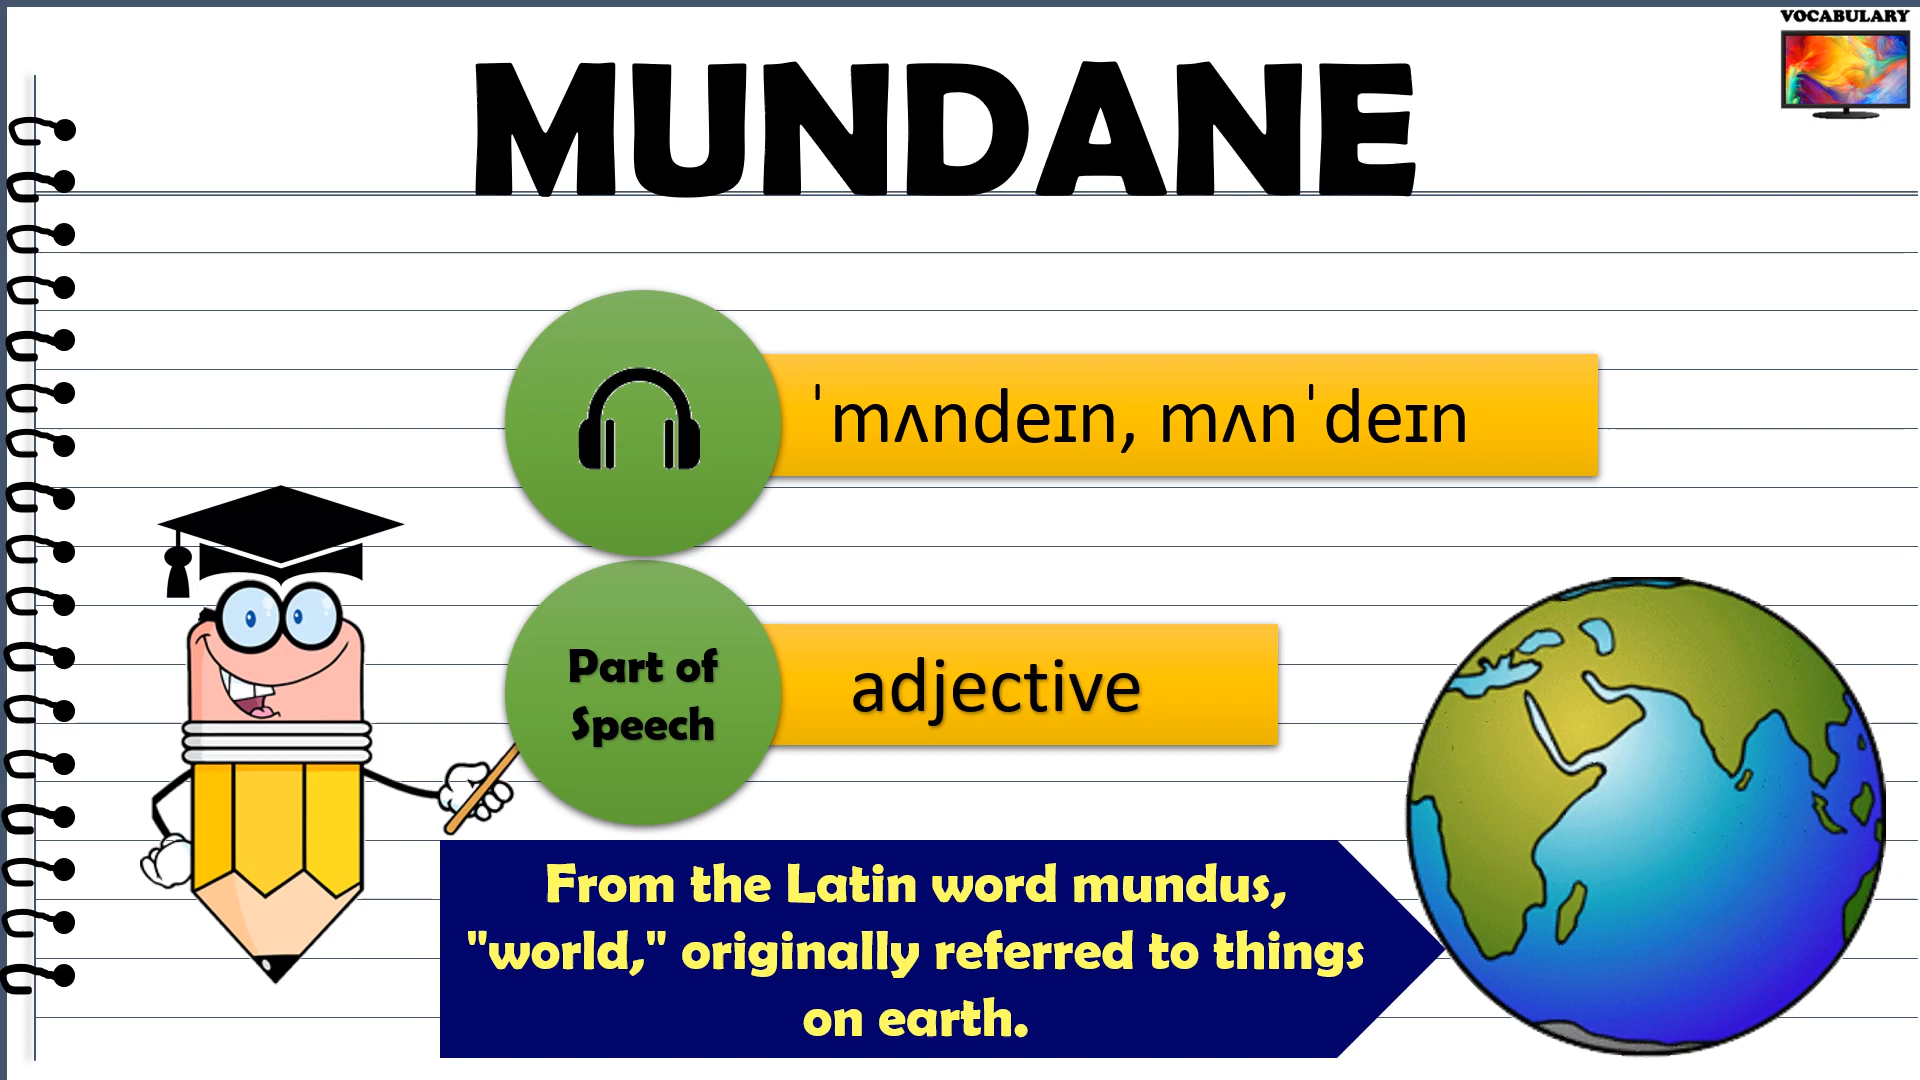 VOCABULARY
MUNDANE
ˈmʌndeɪn, mʌnˈdeɪn
Part of
Speech
adjective
From the Latin word mundus,
"world," originally referred to things
on earth.